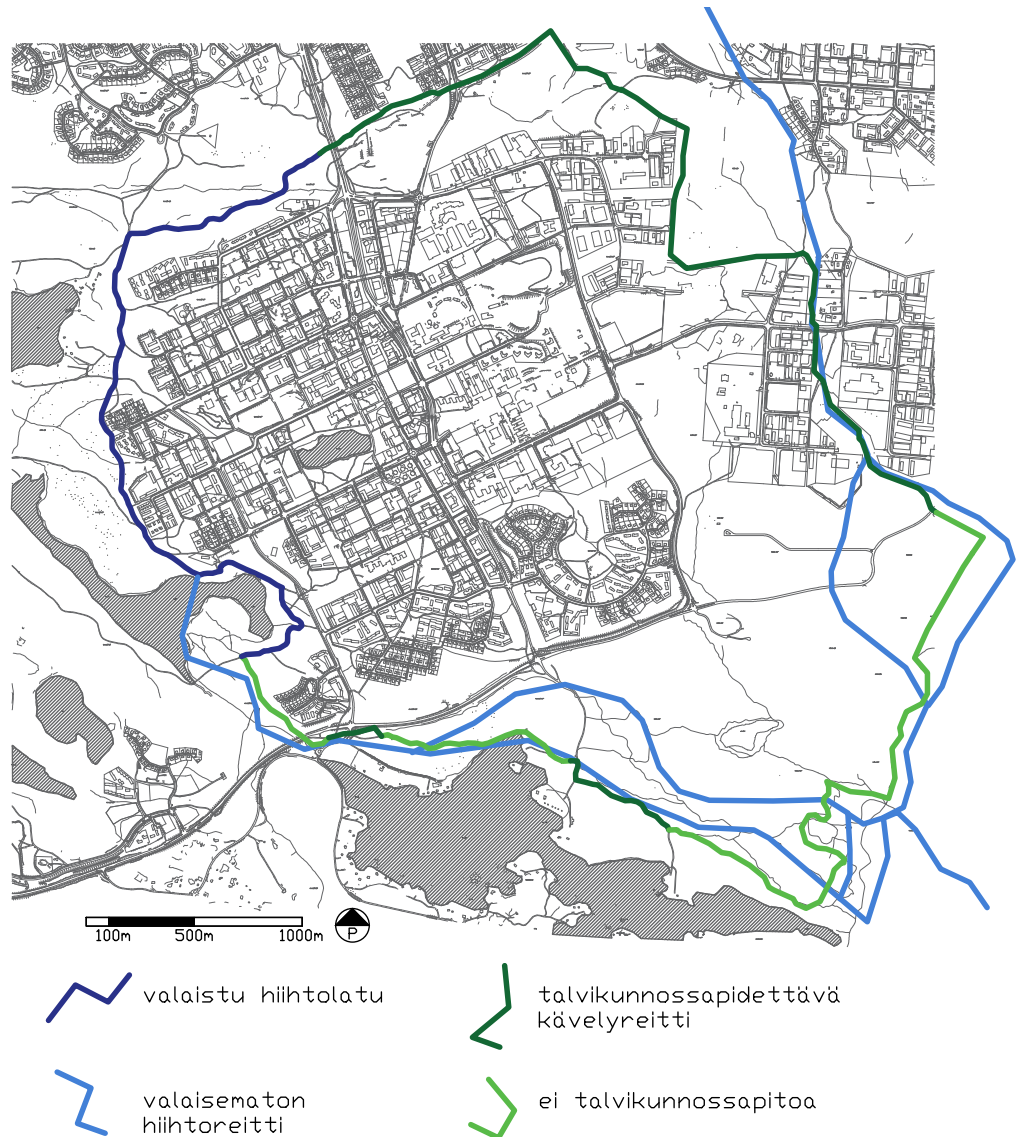 100m 500m 1000m P
valaistu hiihtolatu
talvikunnossapidettävä
kävelyreitti
valaisematon
hiihtoreitti
ei talvikunnossapitoa